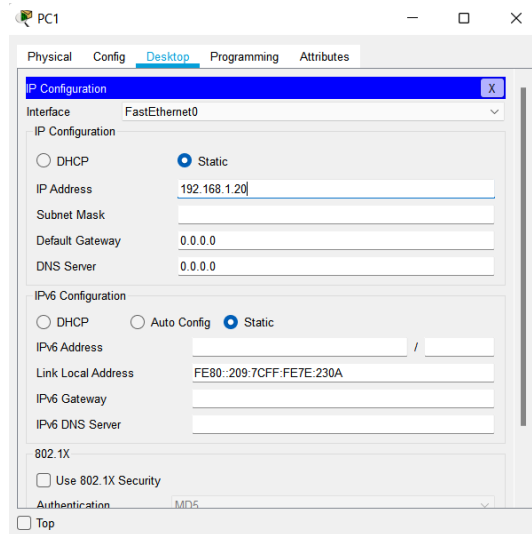 PC1
Physical Config Desktop Programming Attributes
IP Configuration X
Interface FastEthernet0
IP Configuration
DHCP Static
IP Address 192.168.1.20
Subnet Mask
Default Gateway 0.0.0.0
DNS Server 0.0.0.0
IPv6 Configuration
DHCP Auto Config Static
IPv6 Address /
Link Local Address FE80::209:7CFF:FE7E:230A
IPv6 Gateway
IPv6 DNS Server
802.1X
Use 802.1X Security
Authentication MD5
Top